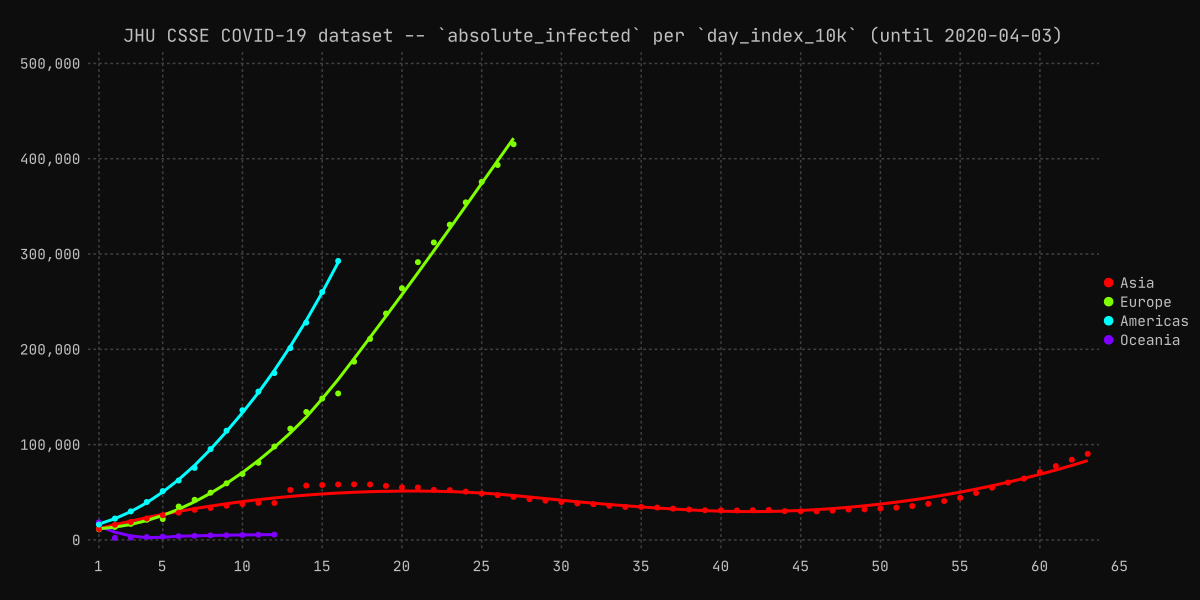 JHU CSSE COVID-19 dataset -- `absolute_infected` per `day_index_10k` (until 2020-04-03)
500,000
400,000
300,000
200,000
100,000
0
1 5 10 15 20 25 30 35 40 45 50 55 60 65
Asia
Europe
Americas
Oceania